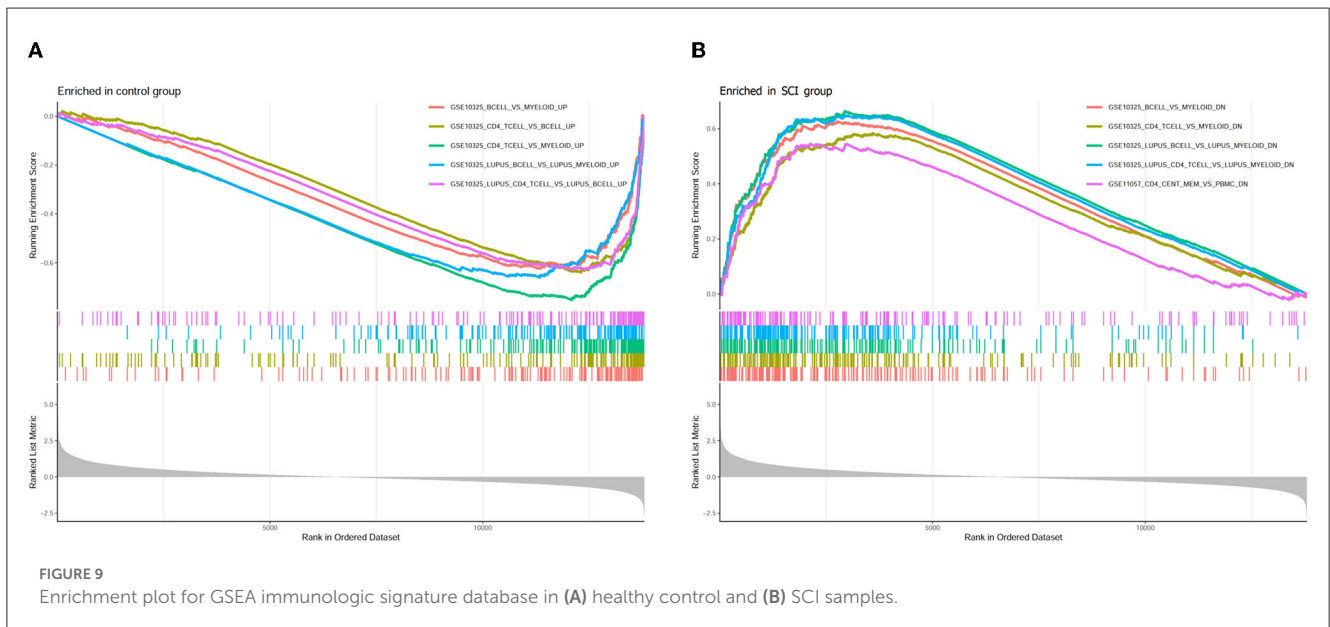 A
Enriched in control group
GSE10325_BCELL_VS_MYELOID_UP
GSE10325_CD4_TCELL_VS_BCELL_UP
GSE10325_CD4_TCELL_VS_MYELOID_UP
GSE10325_LUPUS_BCELL_VS_LUPUS_MYELOID_UP
GSE10325_LUPUS_CD4_TCELL_VS_LUPUS_BCELL_UP
Running Enrichment Score
0.0
-0.2
-0.4
-0.6
Ranked List Metric
5.0
2.5
0.0
-2.5
5000
10000
Rank in Ordered Dataset
B
Enriched in SCI group
GSE10325_BCELL_VS_MYELOID_DN
GSE10325_CD4_TCELL_VS_MYELOID_DN
GSE10325_LUPUS_BCELL_VS_LUPUS_MYELOID_DN
GSE10325_LUPUS_CD4_TCELL_VS_LUPUS_MYELOID_DN
GSE11057_CD4_CENT_MEM_VS_PBMC_DN
Running Enrichment Score
0.6
0.4
0.2
0.0
Ranked List Metric
5.0
2.5
0.0
-2.5
5000
10000
Rank in Ordered Dataset
FIGURE 9
Enrichment plot for GSEA immunologic signature database in (A) healthy control and (B) SCI samples.